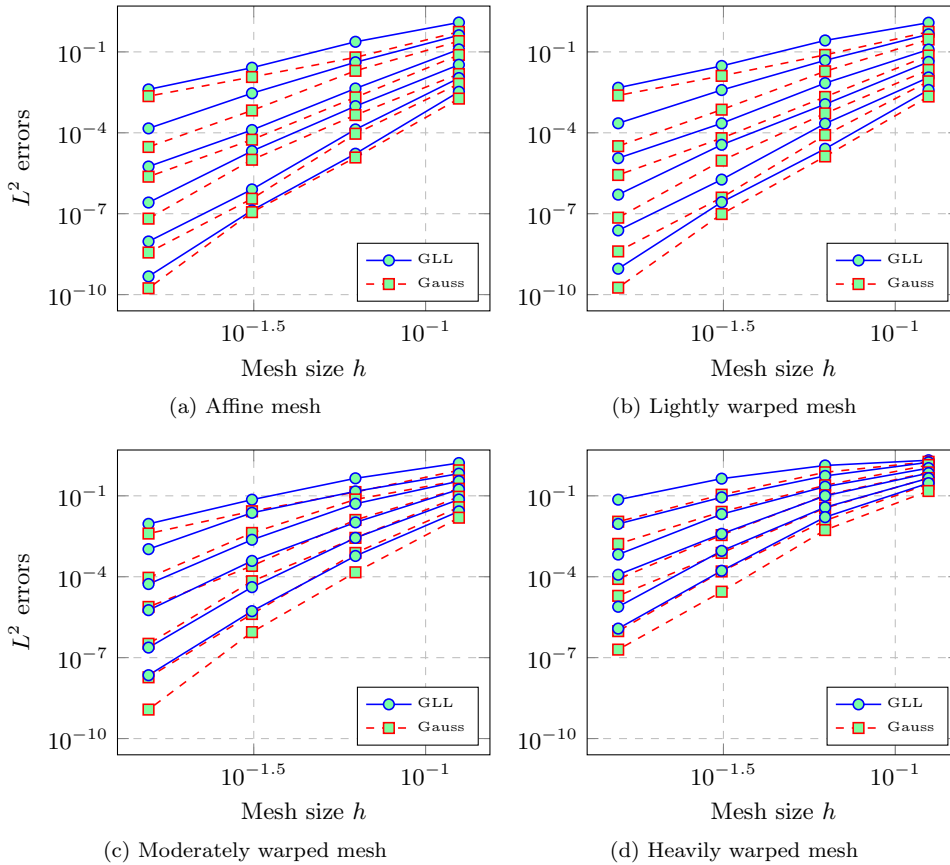 10^{-1}
10^{-4}
10^{-7}
10^{-10}
L^2 errors
GLL
Gauss
10^{-1.5}
10^{-1}
Mesh size h
(a) Affine mesh
10^{-1}
10^{-4}
10^{-7}
10^{-10}
GLL
Gauss
10^{-1.5}
10^{-1}
Mesh size h
(b) Lightly warped mesh
10^{-1}
10^{-4}
10^{-7}
10^{-10}
L^2 errors
GLL
Gauss
10^{-1.5}
10^{-1}
Mesh size h
(c) Moderately warped mesh
10^{-1}
10^{-4}
10^{-7}
10^{-10}
GLL
Gauss
10^{-1.5}
10^{-1}
Mesh size h
(d) Heavily warped mesh